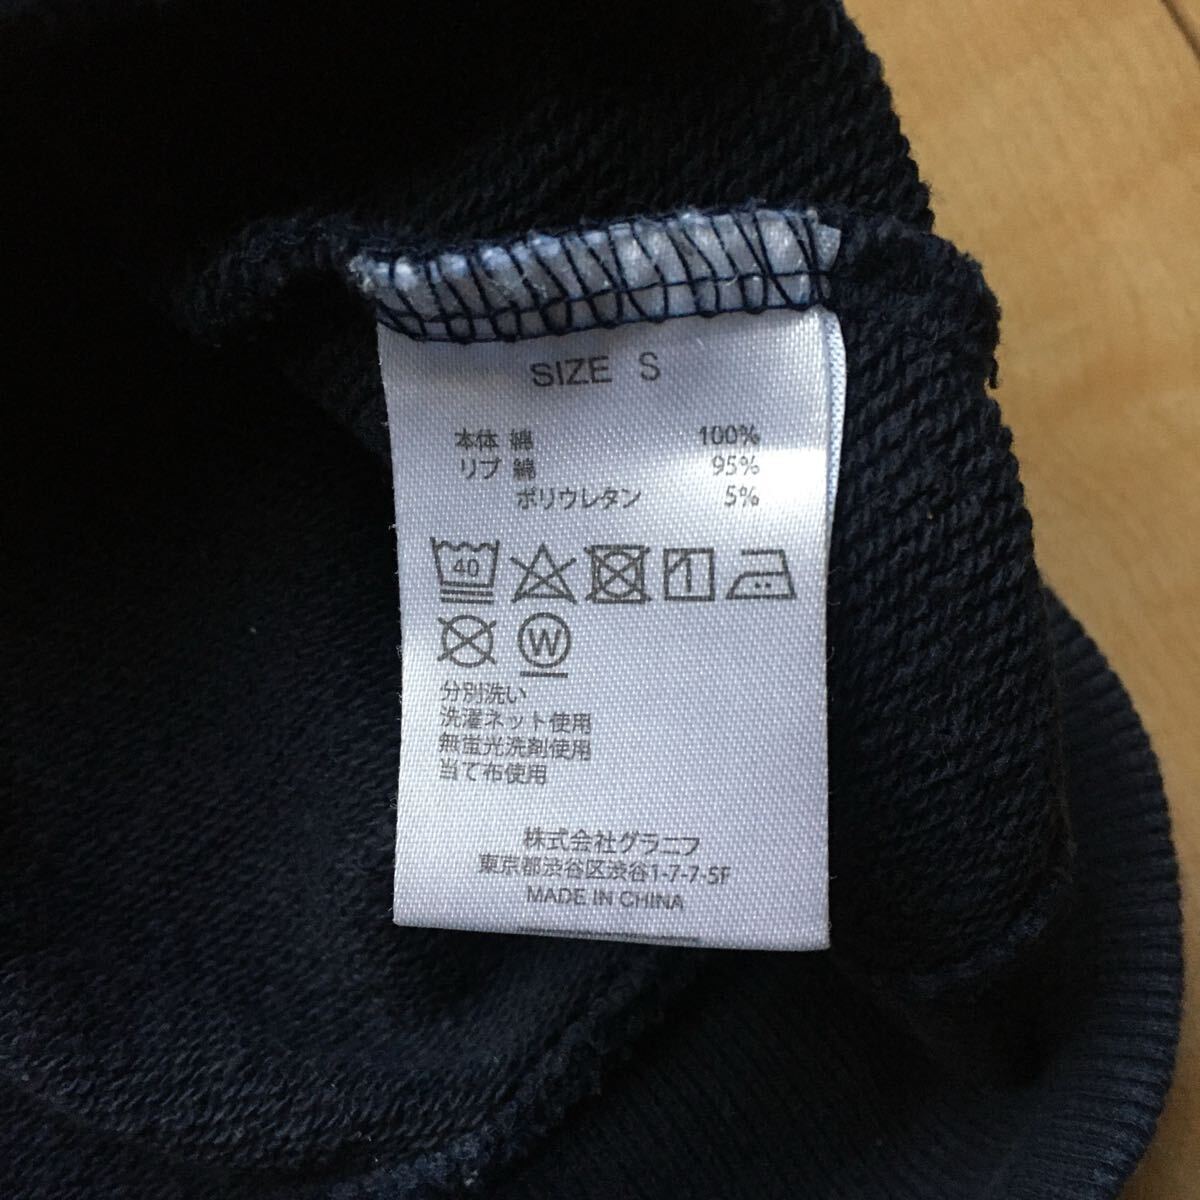 SIZE S
本体 綿 100%
リブ 綿 95%
ポリウレタン 5%
40
W
分別洗い
洗濯ネット使用
無蛍光洗剤使用
当て布使用
株式会社グラニフ
東京都渋谷区渋谷1-7-7-5F
MADE IN CHINA